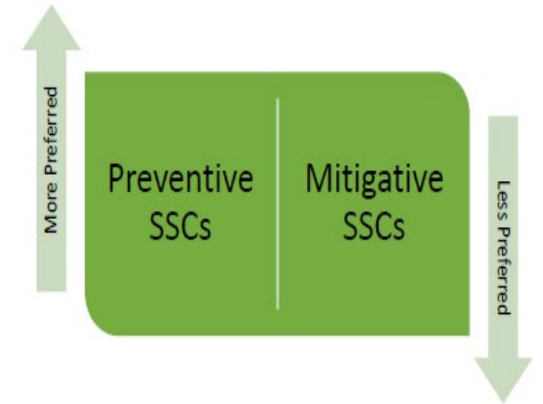 More Preferred
Preventive
SSCs
Mitigative
SSCs
Less Preferred